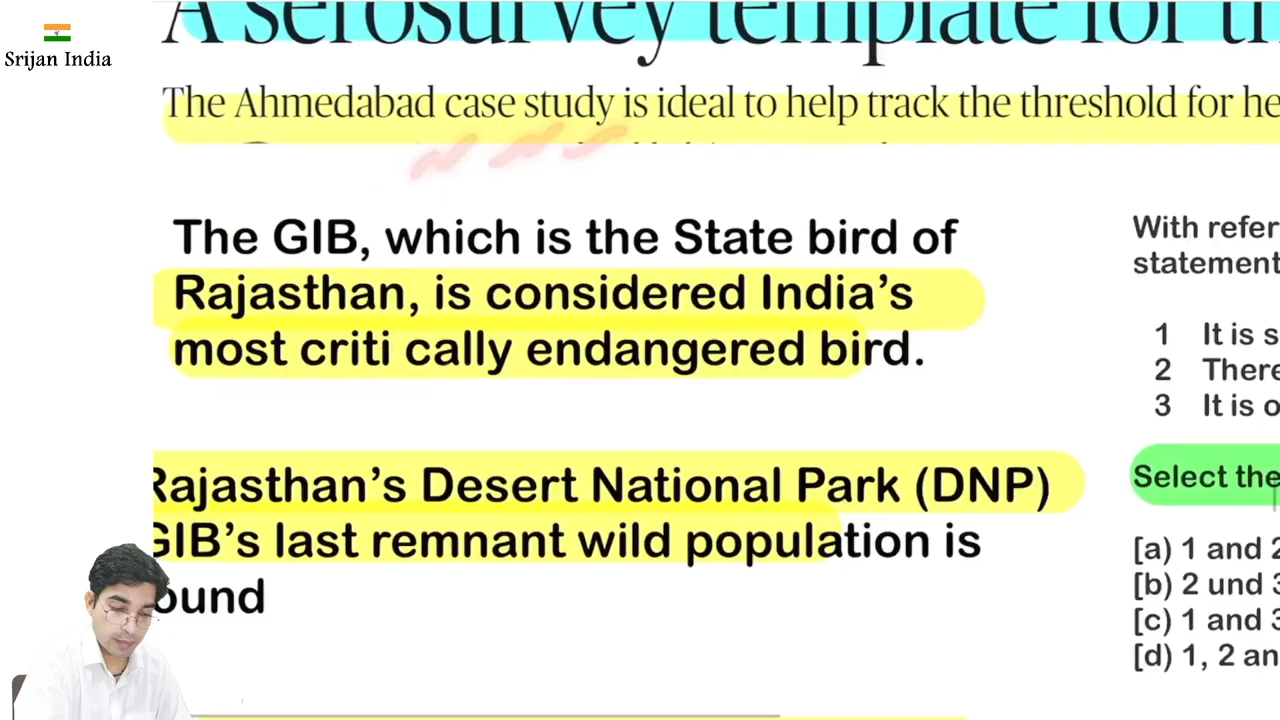 Srijan India
A serosurvey template for
The Ahmedabad case study is ideal to help track the threshold for
The GIB, which is the State bird of
Rajasthan, is considered India’s
most criti cally endangered bird.
Rajasthan’s Desert National Park (DNP)
GIB’s last remnant wild population is
ound
With refer
statement
1 It is s
2 There
3 It is o
Select the
[a) 1 and 2
[b) 2 und 3
[c) 1 and 3
[d) 1, 2 an